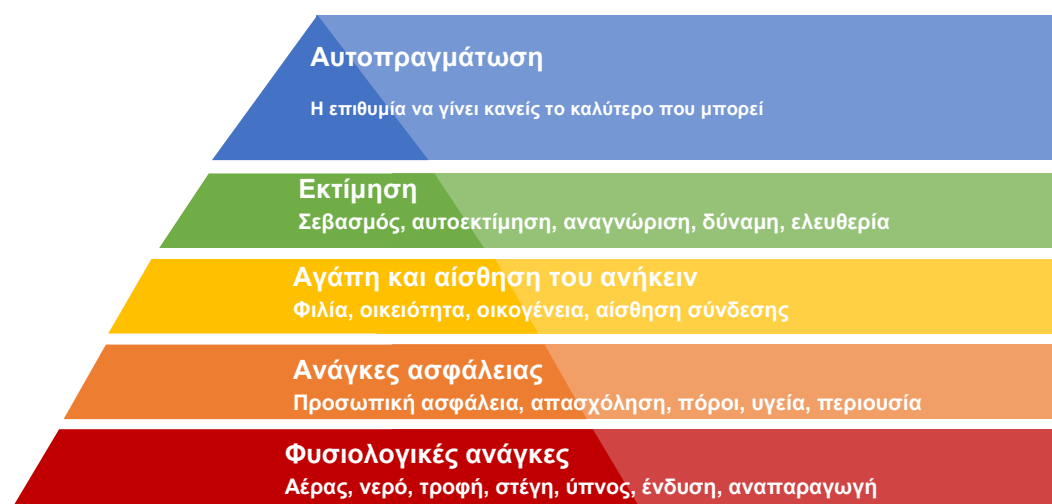 Αυτοπραγμάτωση
Η επιθυμία να γίνει κανείς το καλύτερο που μπορεί
Εκτίμηση
Σεβασμός, αυτοεκτίμηση, αναγνώριση, δύναμη, ελευθερία
Αγάπη και αίσθηση του ανήκειν
Φιλία, οικειότητα, οικογένεια, αίσθηση σύνδεσης
Ανάγκες ασφάλειας
Προσωπική ασφάλεια, απασχόληση, πόροι, υγεία, περιουσία
Φυσιολογικές ανάγκες
Αέρας, νερό, τροφή, στέγη, ύπνος, ένδυση, αναπαραγωγή